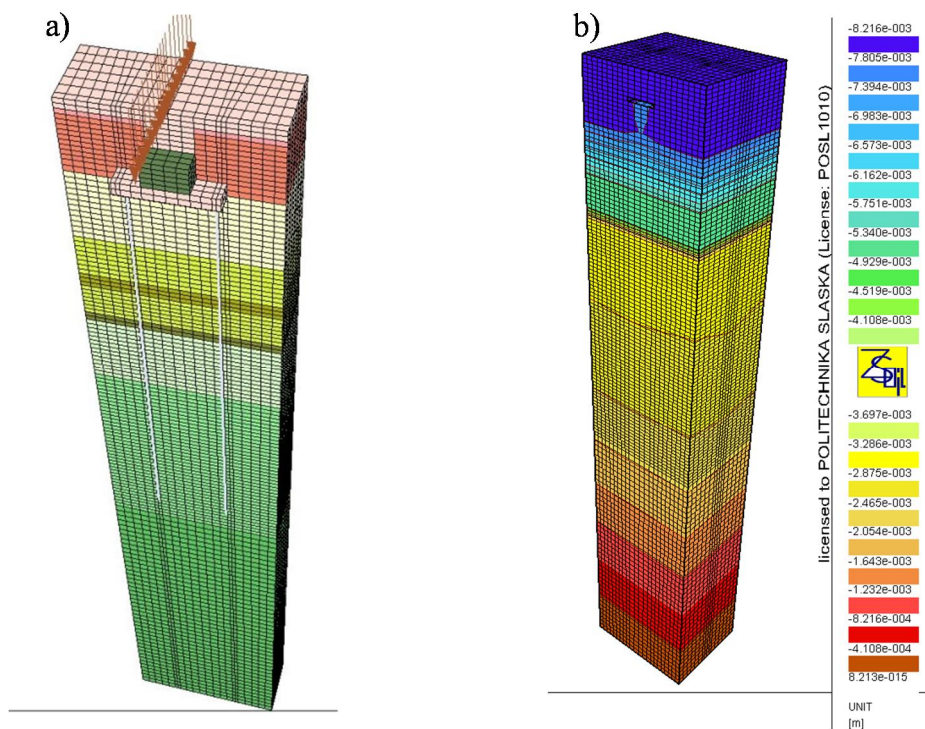 a)
b)
licensed to POLITECHNIKA SLASKA (License: POSL1010)
-8.216e-003
-7.805e-003
-7.394e-003
-6.983e-003
-6.573e-003
-6.162e-003
-5.751e-003
-5.340e-003
-4.929e-003
-4.519e-003
-4.108e-003
ZSoil
-3.697e-003
-3.286e-003
-2.875e-003
-2.465e-003
-2.054e-003
-1.643e-003
-1.232e-003
-8.216e-004
-4.108e-004
8.213e-015
UNIT
[m]